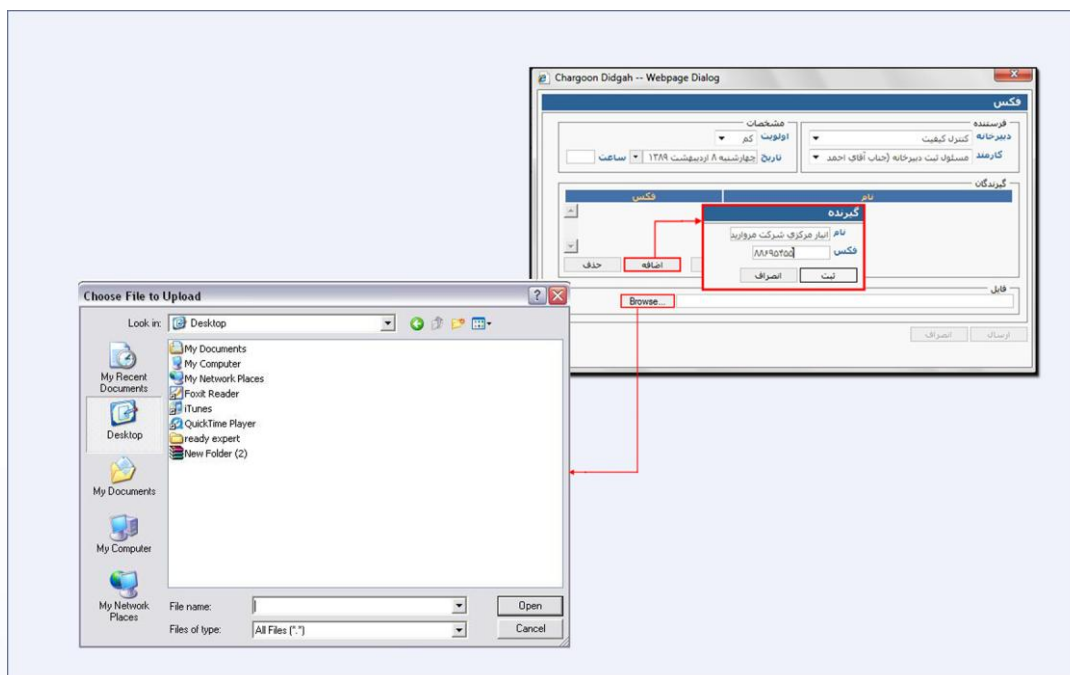 Chargoon Didgah -- Webpage Dialog
فکس
فرستنده
مشخصات
دبیرخانه کنترل کیفیت
اولویت کم
کارمند مسئول ثبت دبیرخانه (جناب آقای احمد
تاریخ چهارشنبه ۸ اردیبهشت ۱۳۸۹ ساعت
گیرندگان
نام فکس
گیرنده
نام انبار مرکزی شرکت مروارید
فکس
ثبت انصراف
اضافه حذف
فایل
Browse...
ارسال انصراف
Choose File to Upload
Look in: Desktop
My Recent Documents
Desktop
My Documents
My Computer
My Network Places
My Documents
My Computer
My Network Places
Foxit Reader
iTunes
QuickTime Player
ready expert
New Folder (2)
File name:
Open
Files of type: All Files (*.*)
Cancel